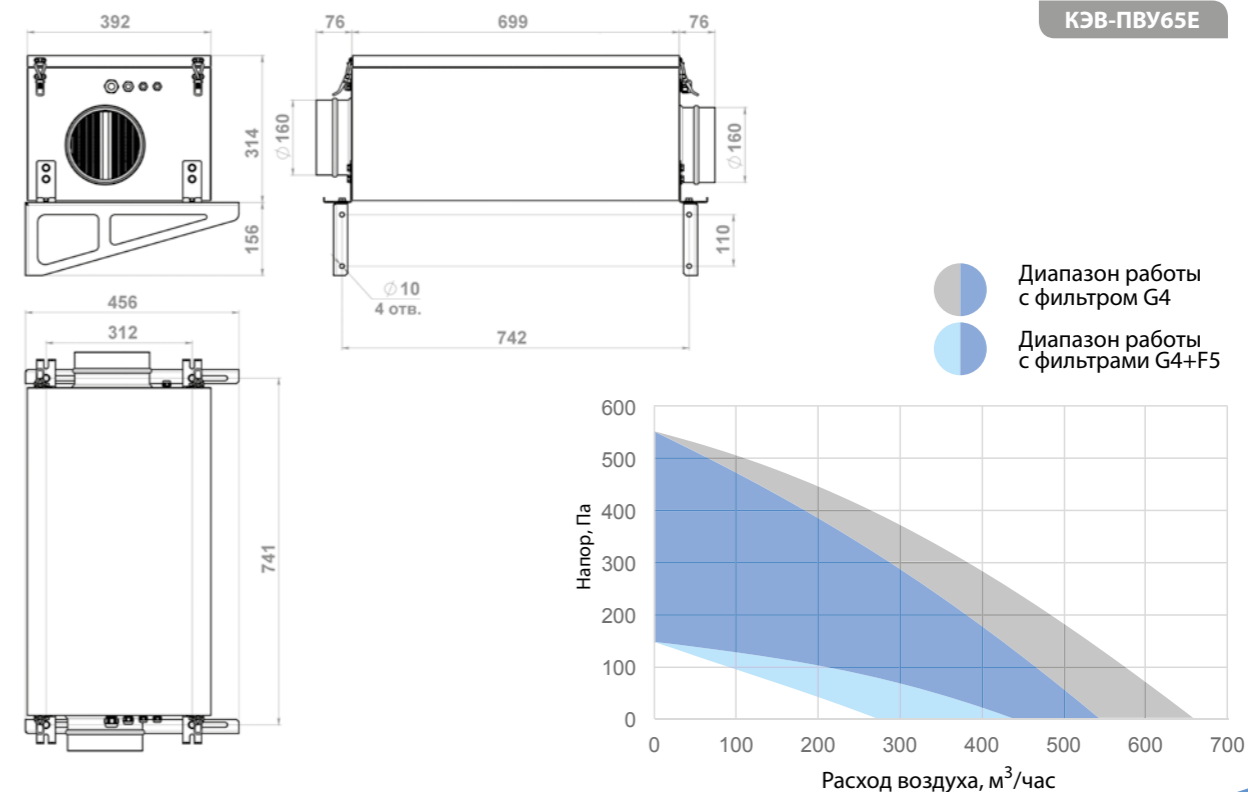 КЭВ-ПВУ65Е
392
76
699
76
314
156
∅160
∅160
110
∅10
4 отв.
742
456
312
741
Диапазон работы
с фильтром G4
Диапазон работы
с фильтрами G4+F5
Напор, Па
600
500
400
300
200
100
0
0 100 200 300 400 500 600 700
Расход воздуха, м³/час